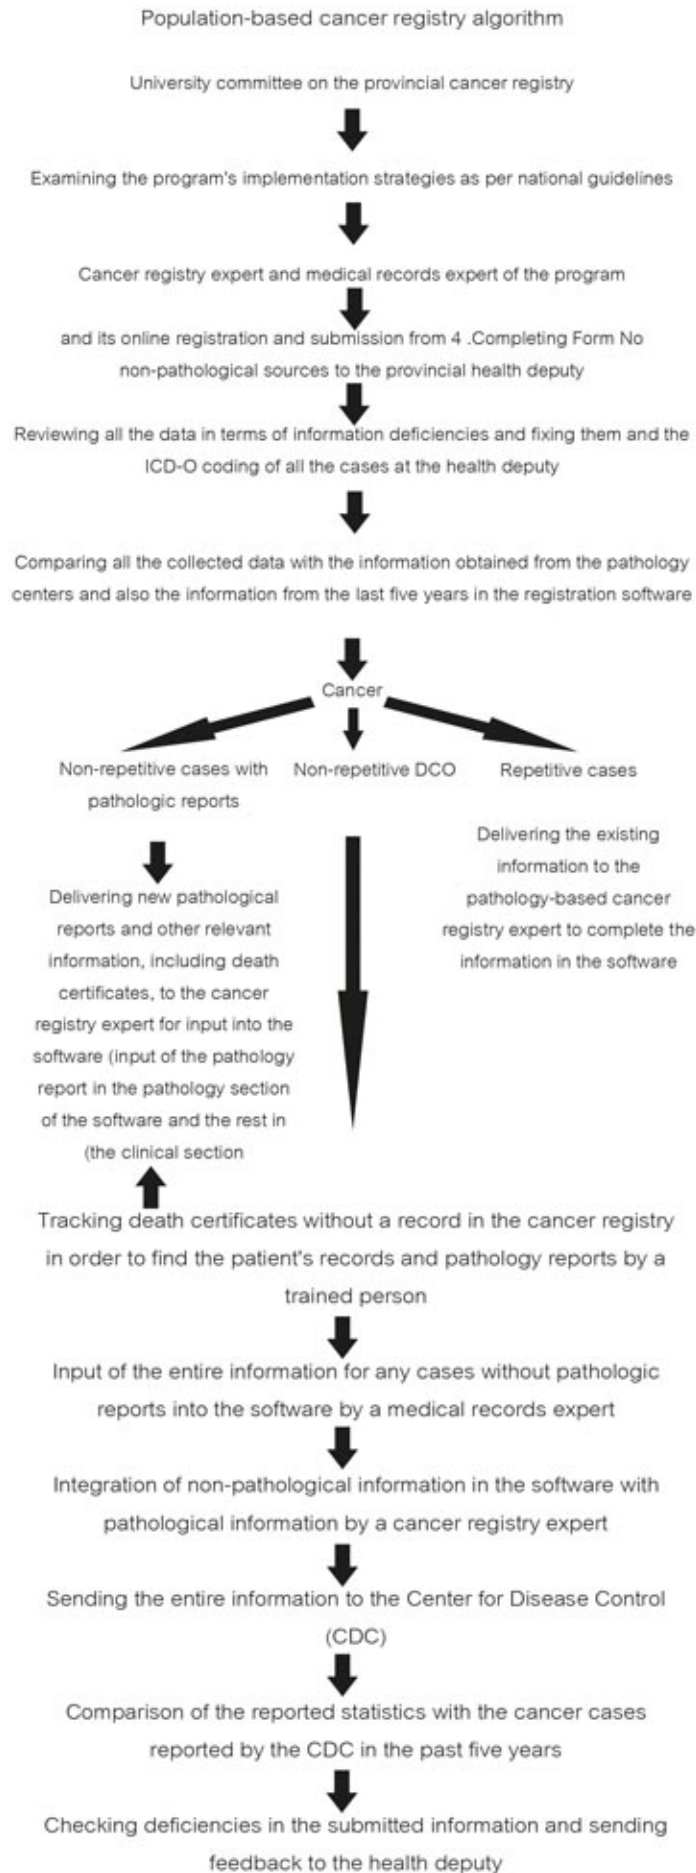 Population-based cancer registry algorithm
University committee on the provincial cancer registry
Examining the program's implementation strategies as per national guidelines
Cancer registry expert and medical records expert of the program
and its online registration and submission from 4 .Completing Form No
non-pathological sources to the provincial health deputy
Reviewing all the data in terms of information deficiencies and fixing them and the
ICD-O coding of all the cases at the health deputy
Comparing all the collected data with the information obtained from the pathology
centers and also the information from the last five years in the registration software
Cancer
Non-repetitive cases with
pathologic reports
Non-repetitive DCO
Repetitive cases
Delivering new pathological
reports and other relevant
information, including death
certificates, to the cancer
registry expert for input into the
software (input of the pathology
report in the pathology section
of the software and the rest in
(the clinical section
Delivering the existing
information to the
pathology-based cancer
registry expert to complete the
information in the software
Tracking death certificates without a record in the cancer registry
in order to find the patient's records and pathology reports by a
trained person
Input of the entire information for any cases without pathologic
reports into the software by a medical records expert
Integration of non-pathological information in the software with
pathological information by a cancer registry expert
Sending the entire information to the Center for Disease Control
(CDC)
Comparison of the reported statistics with the cancer cases
reported by the CDC in the past five years
Checking deficiencies in the submitted information and sending
feedback to the health deputy